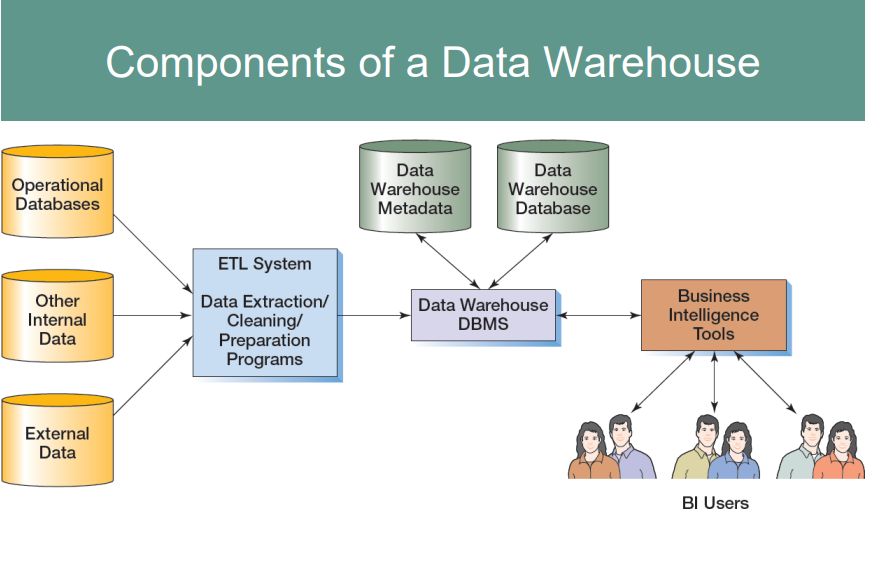 Components of a Data Warehouse
Operational
Databases
Other
Internal
Data
External
Data
ETL System
Data Extraction/
Cleaning/
Preparation
Programs
Data
Warehouse
Metadata
Data
Warehouse
Database
Data Warehouse
DBMS
Business
Intelligence
Tools
BI Users